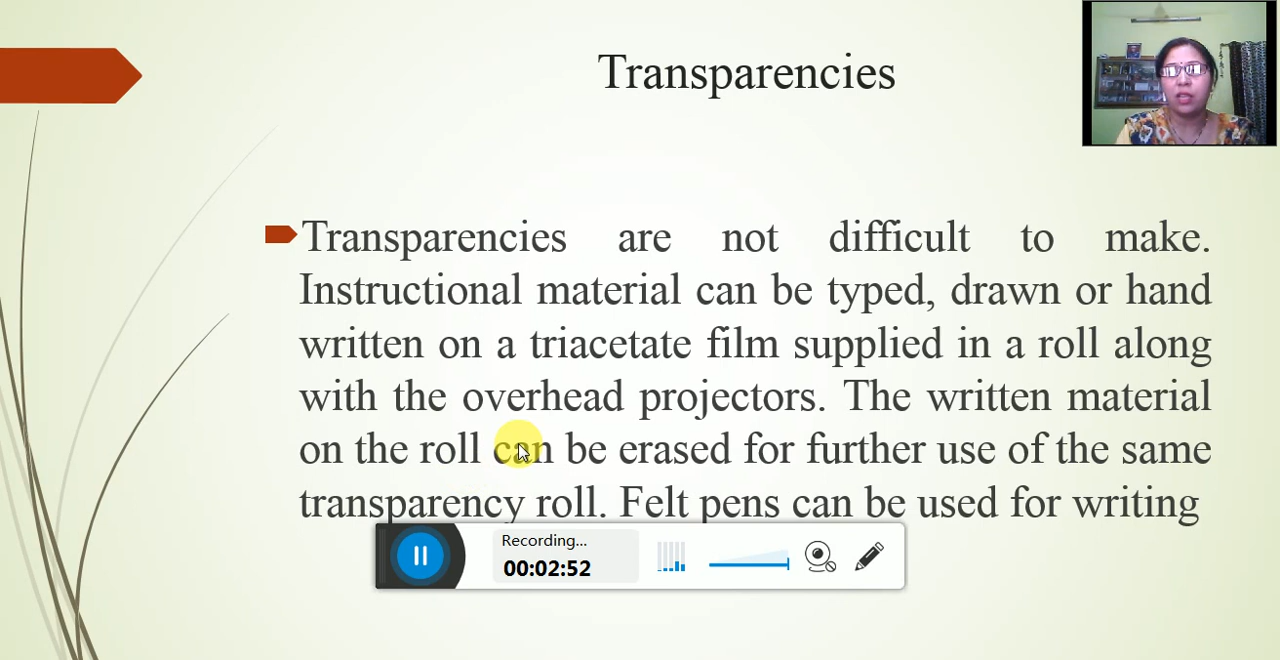 Transparencies
Transparencies are not difficult to make.
Instructional material can be typed, drawn or hand
written on a triacetate film supplied in a roll along
with the overhead projectors. The written material
on the roll can be erased for further use of the same
transparency roll. Felt pens can be used for writing
Recording...
00:02:52